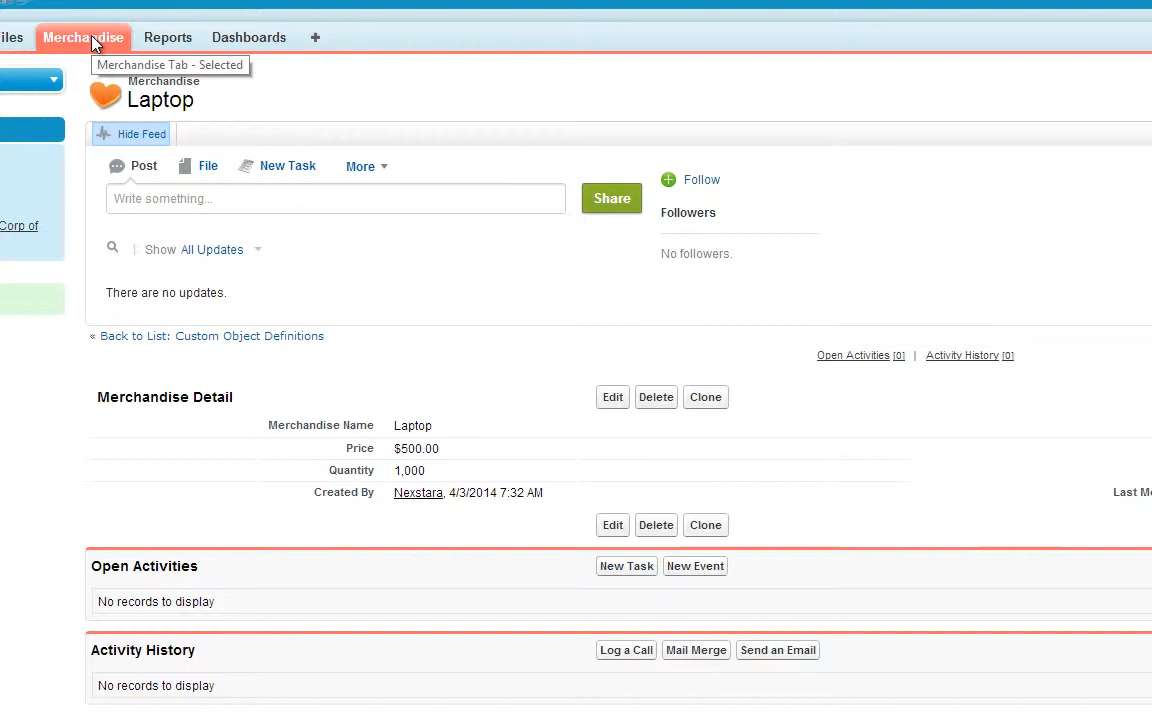 iles Merchandise Reports Dashboards +
Merchandise Tab - Selected
Merchandise
Laptop
Hide Feed
Post File New Task More
Write something... Share
Follow
Followers
No followers.
Show All Updates
There are no updates.
« Back to List: Custom Object Definitions
Corp of
Open Activities [0] | Activity History [0]
Merchandise Detail Edit Delete Clone
Merchandise Name Laptop
Price $500.00
Quantity 1,000
Created By Nexstara, 4/3/2014 7:32 AM Last Mo
Edit Delete Clone
Open Activities New Task New Event
No records to display
Activity History Log a Call Mail Merge Send an Email
No records to display